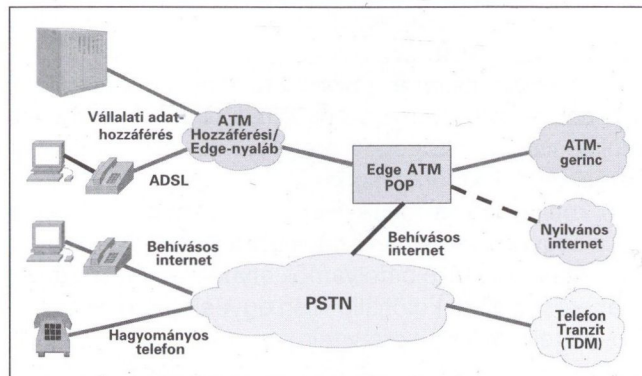 Vállalati adat-
hozzáférés
ATM
Hozzáférési/
Edge-nyaláb
ADSL
Edge ATM
POP
ATM-
gerinc
Nyilvános
internet
Behívásos
internet
Behívásos
internet
PSTN
Hagyományos
telefon
Telefon
Tranzit
(TDM)